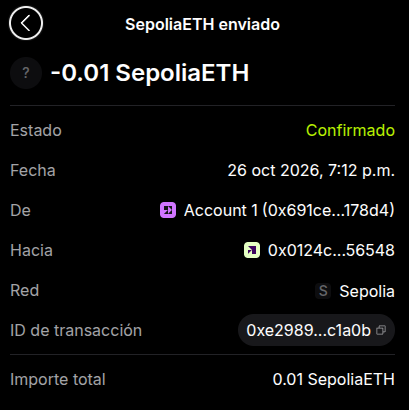 SepoliaETH enviado
? -0.01 SepoliaETH
Estado Confirmado
Fecha 26 oct 2026, 7:12 p.m.
De Account 1 (0x691ce...178d4)
Hacia 0x0124c...56548
Red S Sepolia
ID de transacción 0xe2989...c1a0b
Importe total 0.01 SepoliaETH